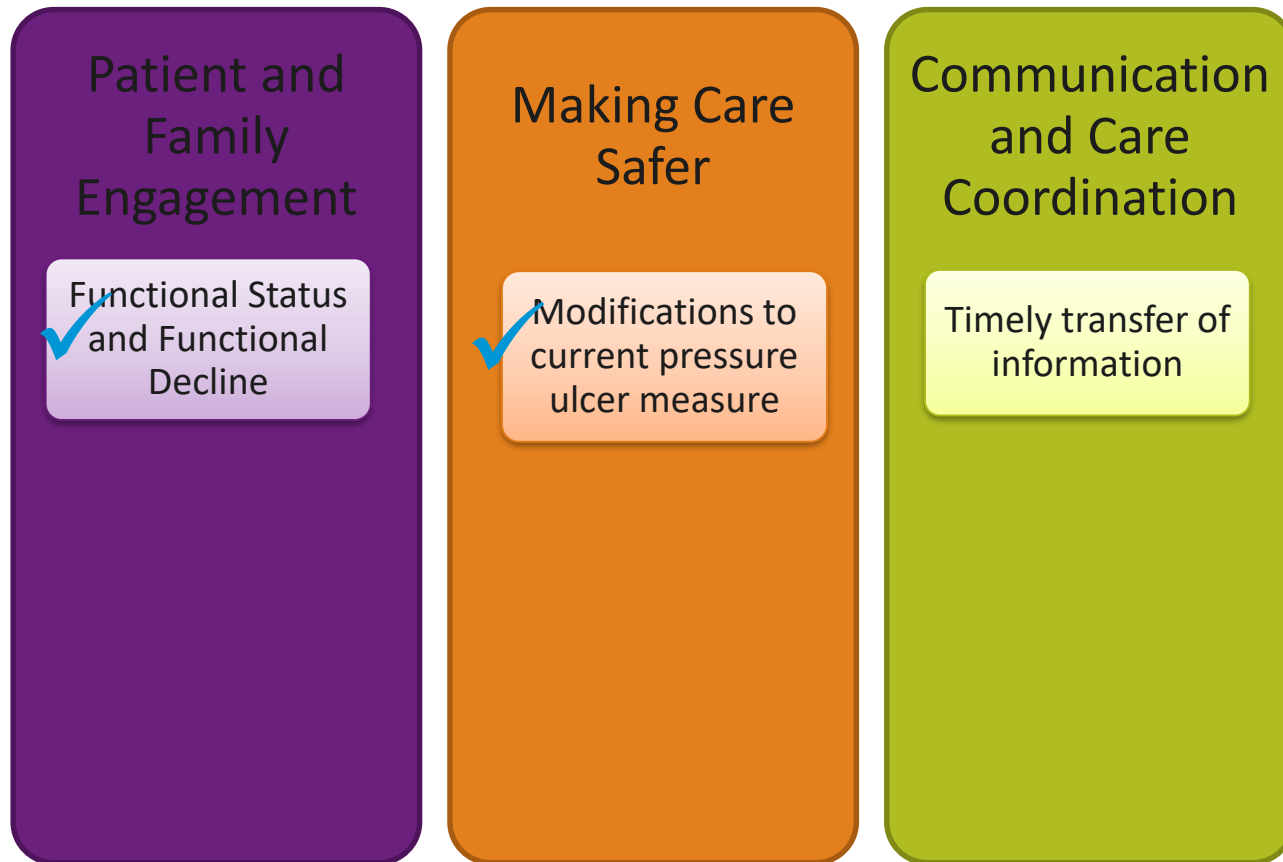 Patient and
Family
Engagement
Functional Status
and Functional
Decline
Making Care
Safer
Modifications to
current pressure
ulcer measure
Communication
and Care
Coordination
Timely transfer of
information